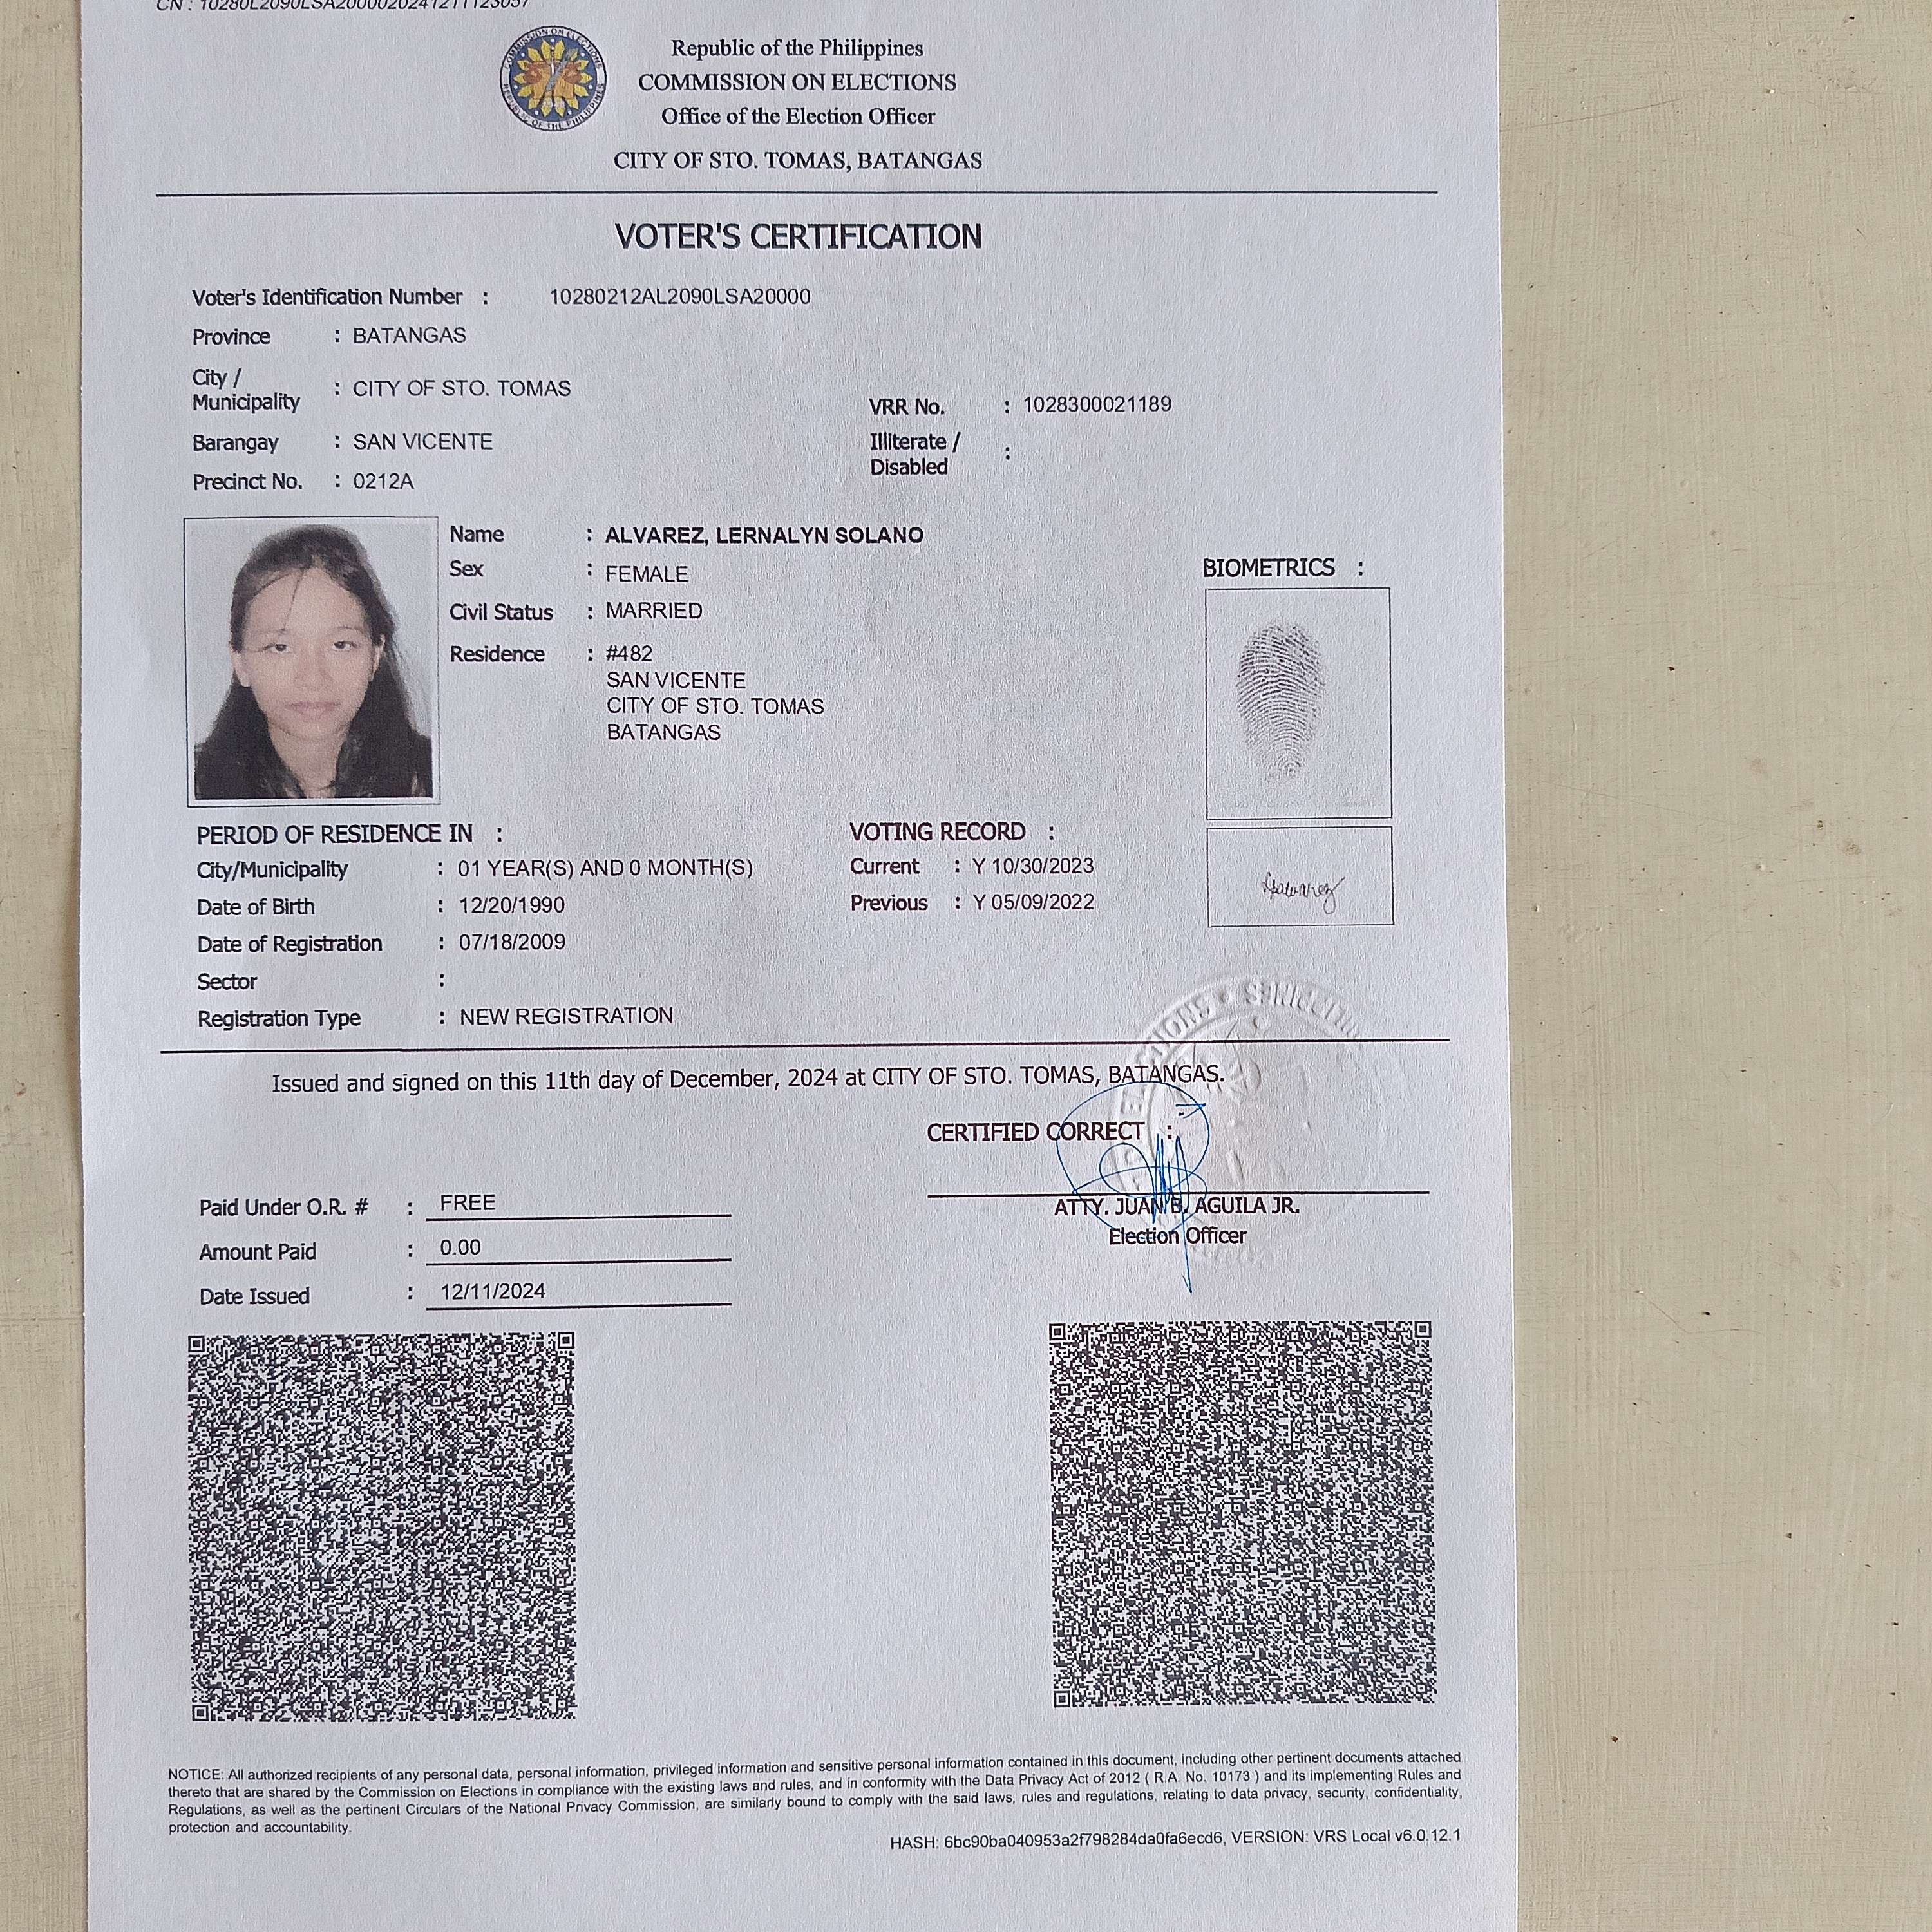 CN : 10280L2090LSA2000020241211123057
Republic of the Philippines
COMMISSION ON ELECTIONS
Office of the Election Officer
CITY OF STO. TOMAS, BATANGAS
VOTER'S CERTIFICATION
Voter's Identification Number : 10280212AL2090LSA20000
Province : BATANGAS
City / Municipality : CITY OF STO. TOMAS
VRR No. : 1028300021189
Barangay : SAN VICENTE
Illiterate / Disabled :
Precinct No. : 0212A
Name : ALVAREZ, LERNALYN SOLANO
Sex : FEMALE
Civil Status : MARRIED
Residence : #482
SAN VICENTE
CITY OF STO. TOMAS
BATANGAS
BIOMETRICS :
PERIOD OF RESIDENCE IN :
City/Municipality : 01 YEAR(S) AND 0 MONTH(S)
Date of Birth : 12/20/1990
Date of Registration : 07/18/2009
Sector :
Registration Type : NEW REGISTRATION
VOTING RECORD :
Current : Y 10/30/2023
Previous : Y 05/09/2022
Issued and signed on this 11th day of December, 2024 at CITY OF STO. TOMAS, BATANGAS.
CERTIFIED CORRECT :
ATTY. JUAN B. AGUILA JR.
Election Officer
Paid Under O.R. # : FREE
Amount Paid : 0.00
Date Issued : 12/11/2024
NOTICE: All authorized recipients of any personal data, personal information, privileged information and sensitive personal information contained in this document, including other pertinent documents attached
thereto that are shared by the Commission on Elections in compliance with the existing laws and rules, and in conformity with the Data Privacy Act of 2012 ( R.A. No. 10173 ) and its implementing Rules and
Regulations, as well as the pertinent Circulars of the National Privacy Commission, are similarly bound to comply with the said laws, rules and regulations, relating to data privacy, security, confidentiality,
protection and accountability.
HASH: 6bc90ba040953a2f798284da0fa6ecd6, VERSION: VRS Local v6.0.12.1